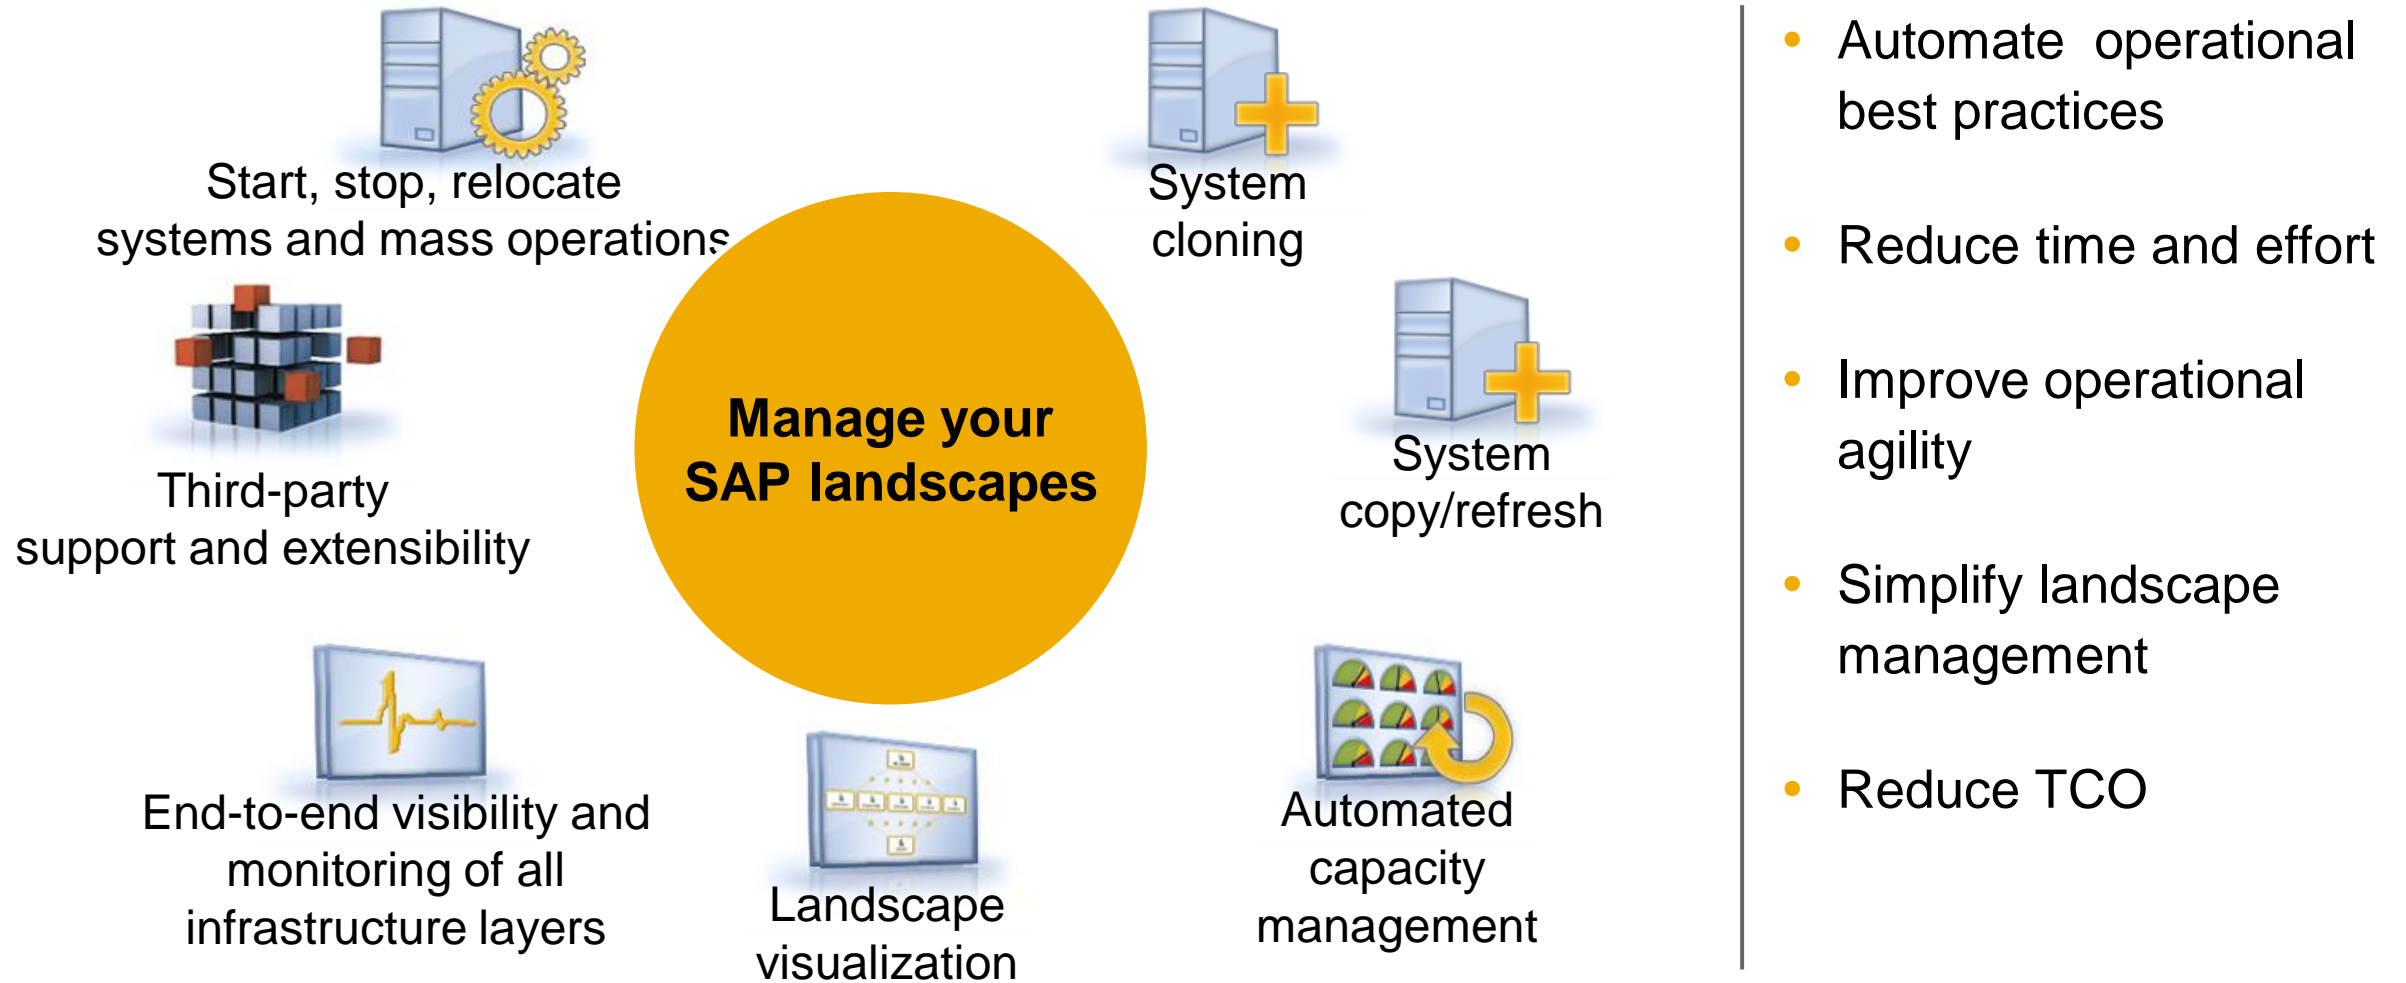 Start, stop, relocate
systems and mass operations
System
cloning
Third-party
support and extensibility
Manage your
SAP landscapes
System
copy/refresh
End-to-end visibility and
monitoring of all
infrastructure layers
Landscape
visualization
Automated
capacity
management
• Automate operational
best practices
• Reduce time and effort
• Improve operational
agility
• Simplify landscape
management
• Reduce TCO